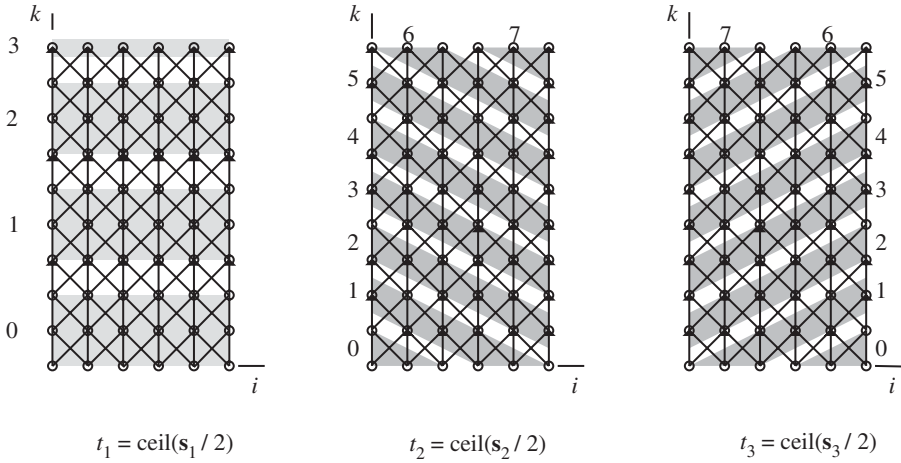 k
3
2
1
0
i
t₁ = ceil(s₁ / 2)
k
6 7
5
4
3
2
1
0
i
t₂ = ceil(s₂ / 2)
k
7 6
5
4
3
2
1
0
i
t₃ = ceil(s₃ / 2)